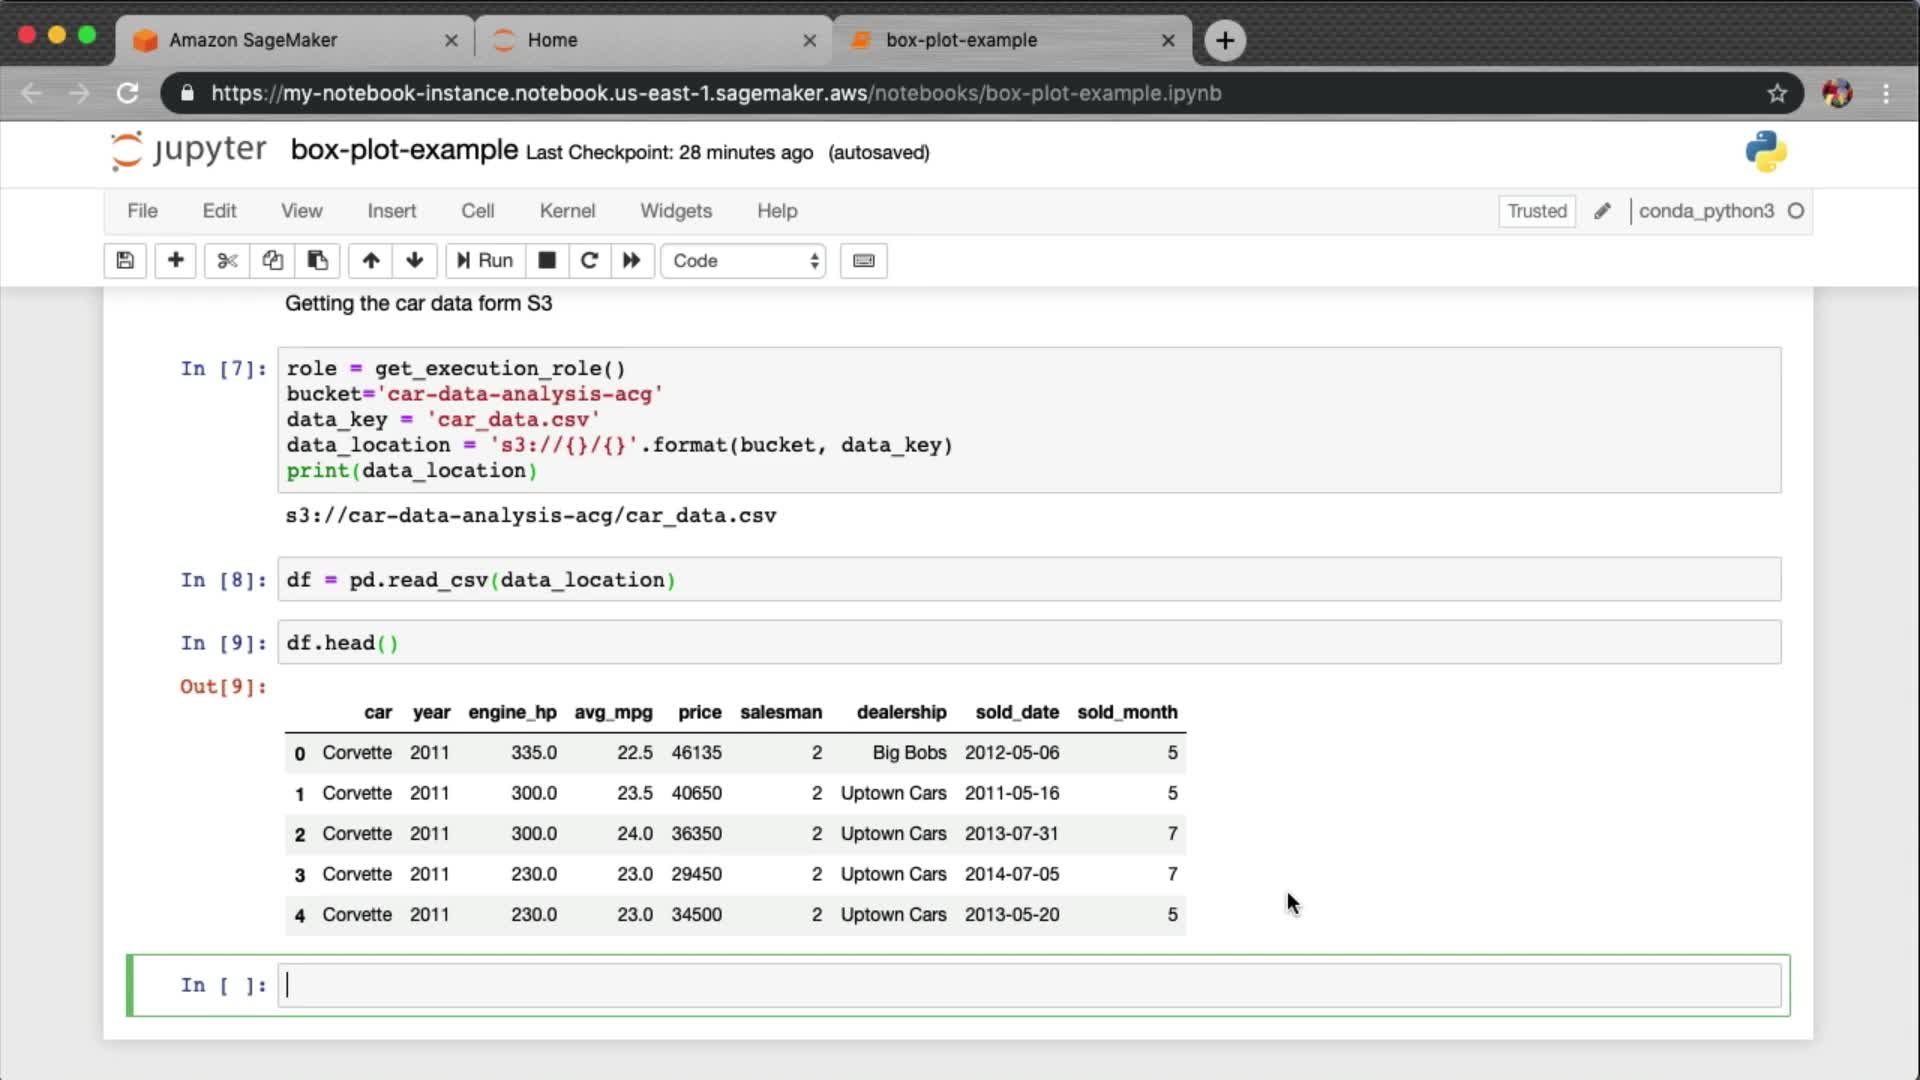 Amazon SageMaker
Home
box-plot-example
https://my-notebook-instance.notebook.us-east-1.sagemaker.aws/notebooks/box-plot-example.ipynb
jupyter box-plot-example Last Checkpoint: 28 minutes ago (autosaved)
File Edit View Insert Cell Kernel Widgets Help Trusted conda_python3
Run Code
Getting the car data form S3
In [7]: role = get_execution_role()
bucket='car-data-analysis-acg'
data_key = 'car_data.csv'
data_location = 's3://{}/{}'.format(bucket, data_key)
print(data_location)
s3://car-data-analysis-acg/car_data.csv
In [8]: df = pd.read_csv(data_location)
In [9]: df.head()
Out[9]:
car year engine_hp avg_mpg price salesman dealership sold_date sold_month
0 Corvette 2011 335.0 22.5 46135 2 Big Bobs 2012-05-06 5
1 Corvette 2011 300.0 23.5 40650 2 Uptown Cars 2011-05-16 5
2 Corvette 2011 300.0 24.0 36350 2 Uptown Cars 2013-07-31 7
3 Corvette 2011 230.0 23.0 29450 2 Uptown Cars 2014-07-05 7
4 Corvette 2011 230.0 23.0 34500 2 Uptown Cars 2013-05-20 5
In [ ]: